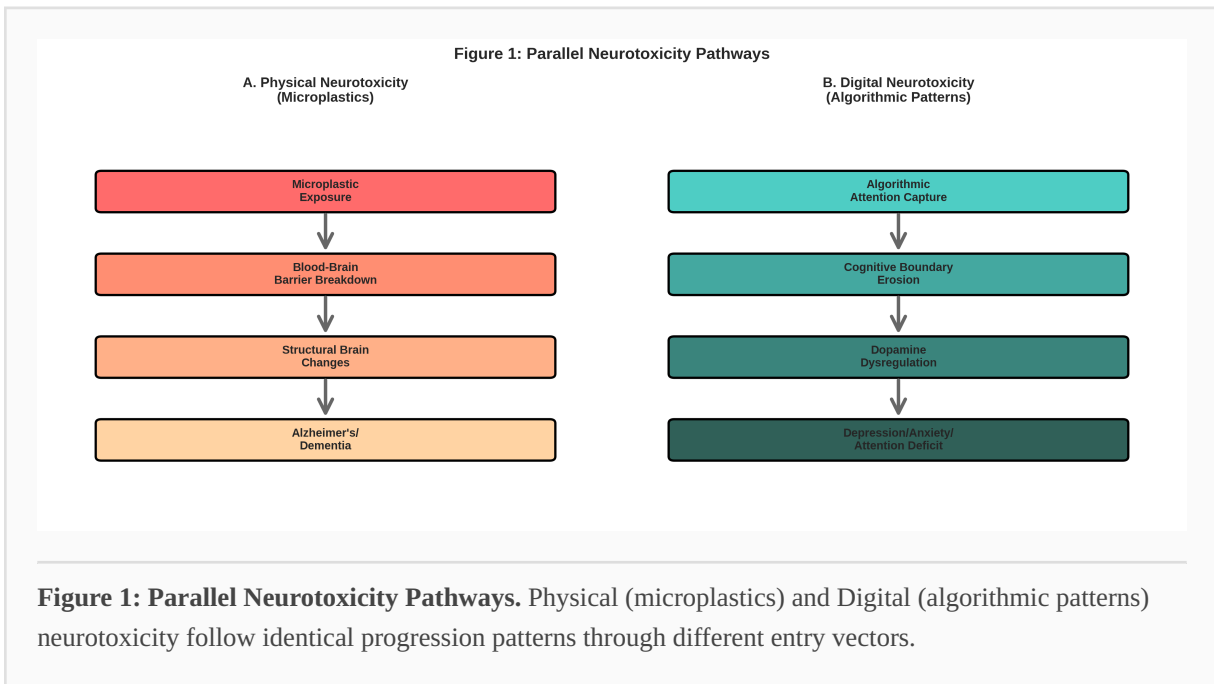 Figure 1: Parallel Neurotoxicity Pathways
A. Physical Neurotoxicity
(Microplastics)
Microplastic
Exposure
Blood-Brain
Barrier Breakdown
Structural Brain
Changes
Alzheimer's/
Dementia
B. Digital Neurotoxicity
(Algorithmic Patterns)
Algorithmic
Attention Capture
Cognitive Boundary
Erosion
Dopamine
Dysregulation
Depression/Anxiety/
Attention Deficit
Figure 1: Parallel Neurotoxicity Pathways. Physical (microplastics) and Digital (algorithmic patterns)
neurotoxicity follow identical progression patterns through different entry vectors.